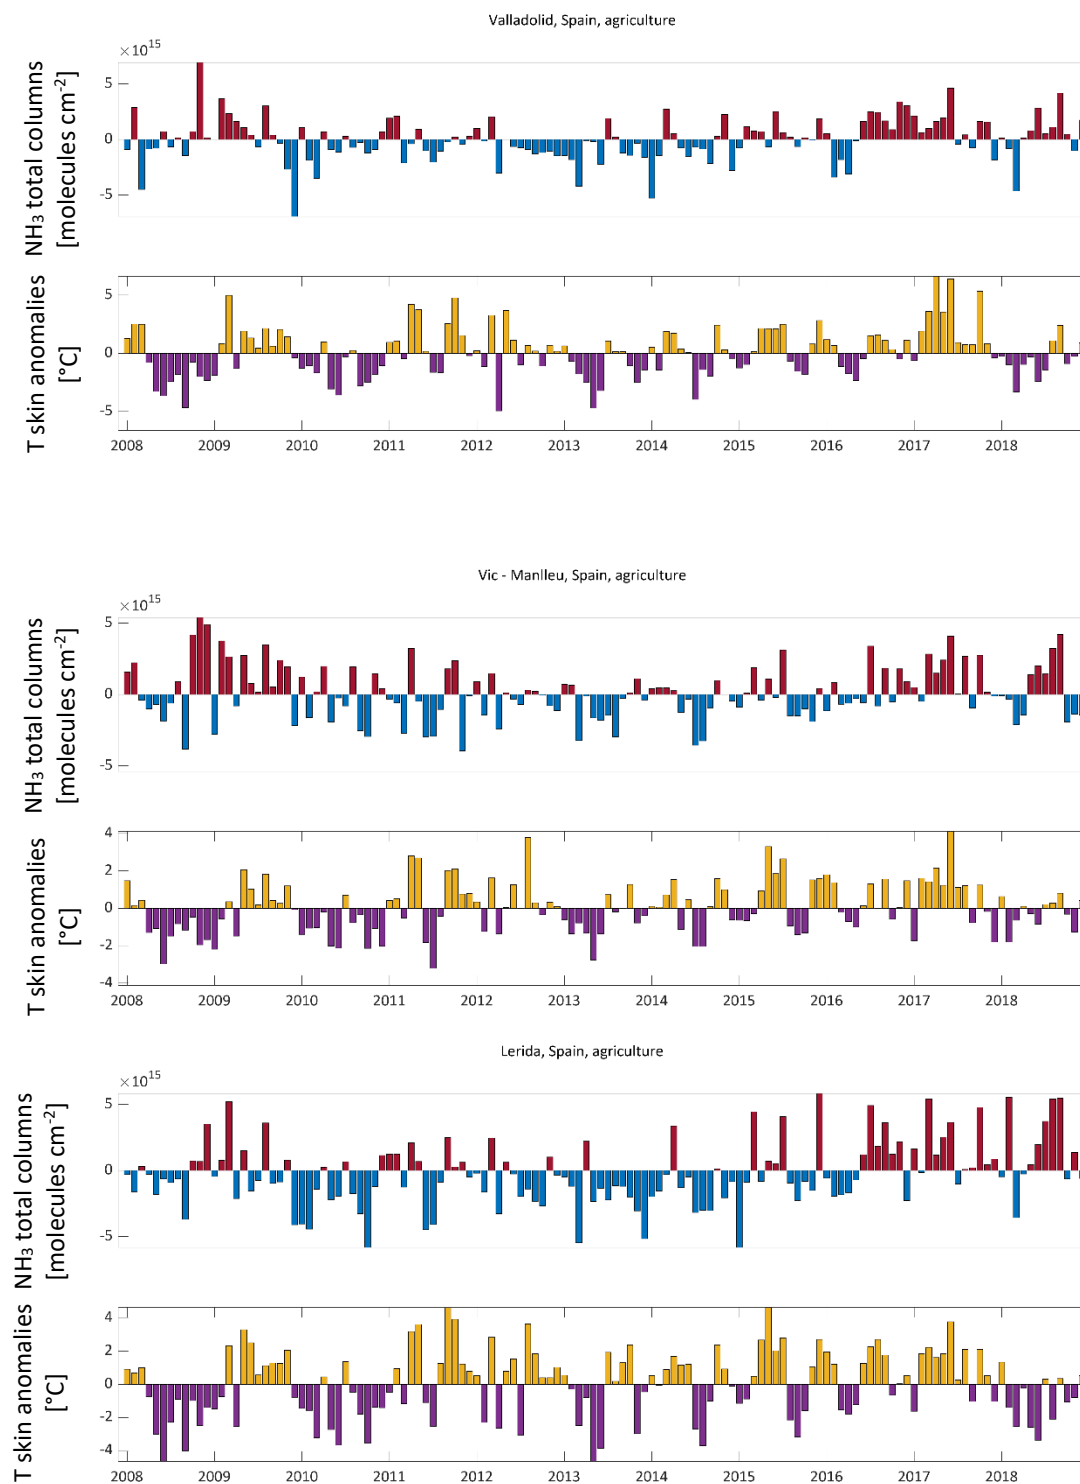 Valladolid, Spain, agriculture
×10^15
NH₃ total columns
[molecules cm⁻²]
5
0
-5
T skin anomalies
[°C]
5
0
-5
2008 2009 2010 2011 2012 2013 2014 2015 2016 2017 2018
Vic - Manlleu, Spain, agriculture
×10^15
NH₃ total columns
[molecules cm⁻²]
5
0
-5
T skin anomalies
[°C]
4
2
0
-2
-4
2008 2009 2010 2011 2012 2013 2014 2015 2016 2017 2018
Lerida, Spain, agriculture
×10^15
NH₃ total columns
[molecules cm⁻²]
5
0
-5
T skin anomalies
[°C]
4
2
0
-2
-4
2008 2009 2010 2011 2012 2013 2014 2015 2016 2017 2018